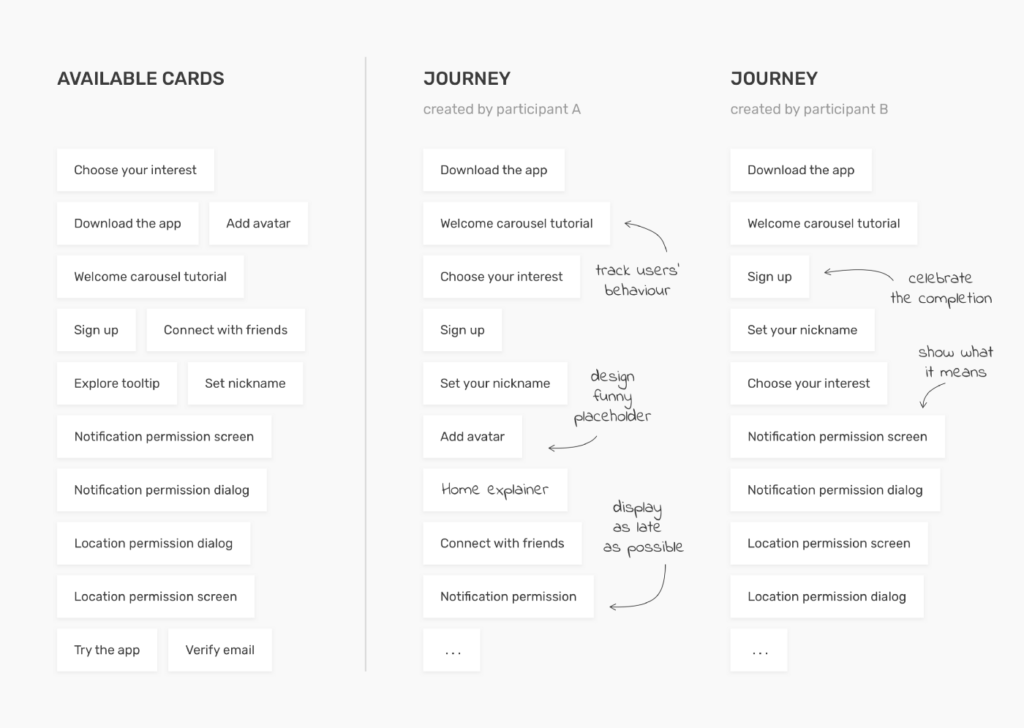 AVAILABLE CARDS
Choose your interest
Download the app
Add avatar
Welcome carousel tutorial
Sign up
Connect with friends
Explore tooltip
Set nickname
Notification permission screen
Notification permission dialog
Location permission dialog
Location permission screen
Try the app
Verify email
JOURNEY
created by participant A
Download the app
Welcome carousel tutorial
track users'
behaviour
Choose your interest
Sign up
Set your nickname
design
funny
placeholder
Add avatar
Home explainer
Connect with friends
display
as late
as possible
Notification permission
...
JOURNEY
created by participant B
Download the app
Welcome carousel tutorial
Sign up
celebrate
the completion
Set your nickname
Choose your interest
show what
it means
Notification permission screen
Notification permission dialog
Location permission screen
Location permission dialog
...